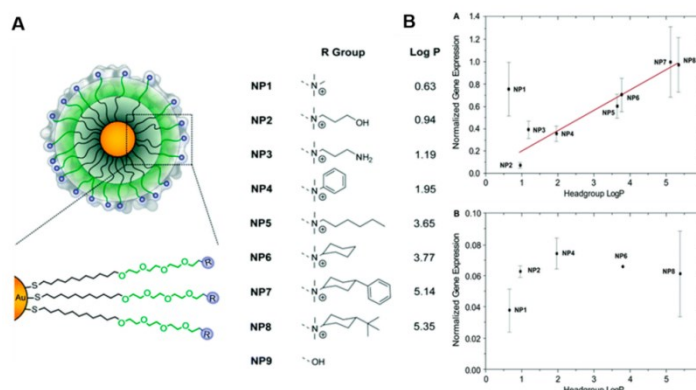 A
R Group Log P
NP1 N ⊕ 0.63
NP2 N ⊕ OH 0.94
NP3 N ⊕ NH2 1.19
NP4 N ⊕ 1.95
NP5 N ⊕ 3.65
NP6 N ⊕ 3.77
NP7 N ⊕ 5.14
NP8 N ⊕ 5.35
NP9 OH
Au
S O O O O R
S O O O O R
S O O O O R
B
A
Normalized Gene Expression
1.4
1.2
1.0
0.8
0.6
0.4
0.2
0.0
NP1
NP2
NP3
NP4
NP5
NP6
NP7
NP8
0 1 2 3 4 5
Headgroup LogP
B
Normalized Gene Expression
0.10
0.08
0.06
0.04
0.02
0.00
NP1
NP2
NP4
NP6
NP8
0 1 2 3 4 5
Headgroup LogP